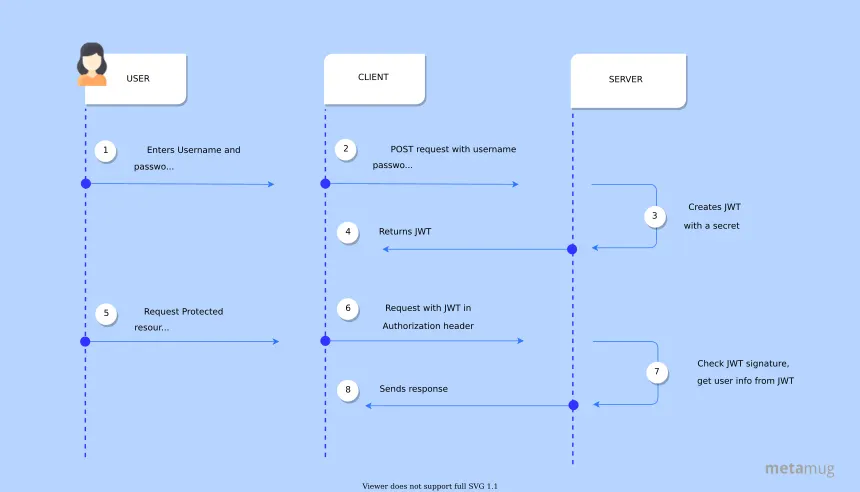 USER
CLIENT
SERVER
1
Enters Username and
passwo...
2
POST request with username
passwo...
3
Creates JWT
with a secret
4
Returns JWT
5
Request Protected
resour...
6
Request with JWT in
Authorization header
7
Check JWT signature,
get user info from JWT
8
Sends response
metamug
Viewer does not support full SVG 1.1